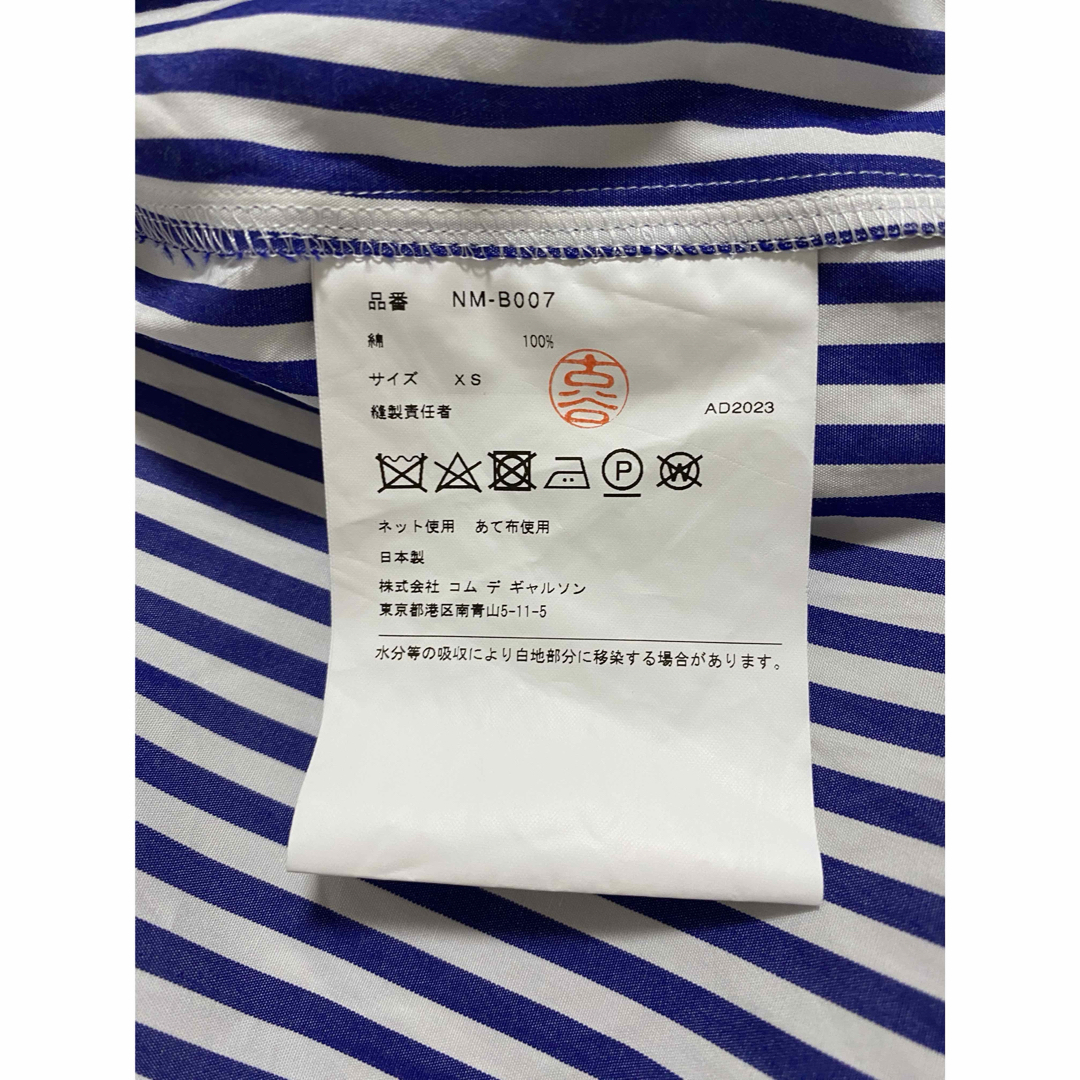 品番 NM-B007
綿 100%
サイズ XS
古谷
縫製責任者 AD2023
P W
ネット使用 あて布使用
日本製
株式会社 コム デ ギャルソン
東京都港区南青山5-11-5
水分等の吸収により白地部分に移染する場合があります。